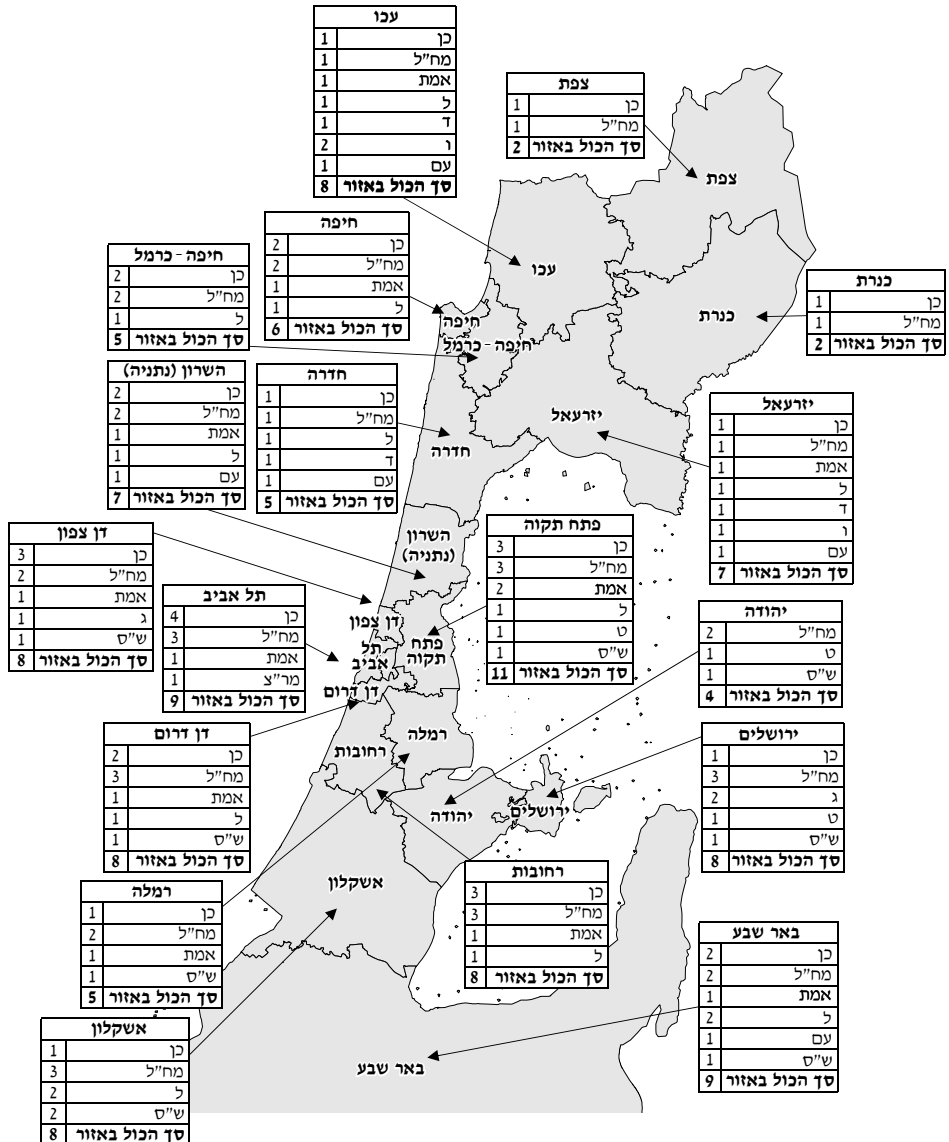 עכו
כן 1
מח"ל 1
אמת 1
ל 1
ד 1
ו 2
עם 1
סך הכול באזור 8
צפת
כן 1
מח"ל 1
סך הכול באזור 2
חיפה
כן 2
מח"ל 2
אמת 1
ל 1
סך הכול באזור 6
חיפה - כרמל
כן 2
מח"ל 2
ל 1
סך הכול באזור 5
כנרת
כן 1
מח"ל 1
סך הכול באזור 2
השרון (נתניה)
כן 2
מח"ל 2
אמת 1
ל 1
עם 1
סך הכול באזור 7
חדרה
כן 1
מח"ל 1
ל 1
ד 1
עם 1
סך הכול באזור 5
יזרעאל
כן 1
מח"ל 1
אמת 1
ל 1
ד 1
ו 1
עם 1
סך הכול באזור 7
דן צפון
כן 3
מח"ל 2
אמת 1
ג 1
ש"ס 1
סך הכול באזור 8
פתח תקוה
כן 3
מח"ל 3
אמת 2
ל 1
ט 1
ש"ס 1
סך הכול באזור 11
תל אביב
כן 4
מח"ל 3
אמת 1
מר"צ 1
סך הכול באזור 9
יהודה
מח"ל 2
ט 1
ש"ס 1
סך הכול באזור 4
דן דרום
כן 2
מח"ל 3
אמת 1
ל 1
ש"ס 1
סך הכול באזור 8
ירושלים
כן 1
מח"ל 3
ג 2
ט 1
ש"ס 1
סך הכול באזור 8
רמלה
כן 1
מח"ל 2
אמת 1
ש"ס 1
סך הכול באזור 5
רחובות
כן 3
מח"ל 3
אמת 1
ל 1
סך הכול באזור 8
באר שבע
כן 2
מח"ל 2
אמת 1
ל 2
עם 1
ש"ס 1
סך הכול באזור 9
אשקלון
כן 1
מח"ל 3
ל 2
ש"ס 2
סך הכול באזור 8
צפת
עכו
כנרת
חיפה
חיפה - כרמל
יזרעאל
חדרה
השרון
(נתניה)
דן צפון
פתח
תקוה
תל
אביב
דן דרום
רמלה
רחובות
יהודה
ירושלים
אשקלון
באר שבע